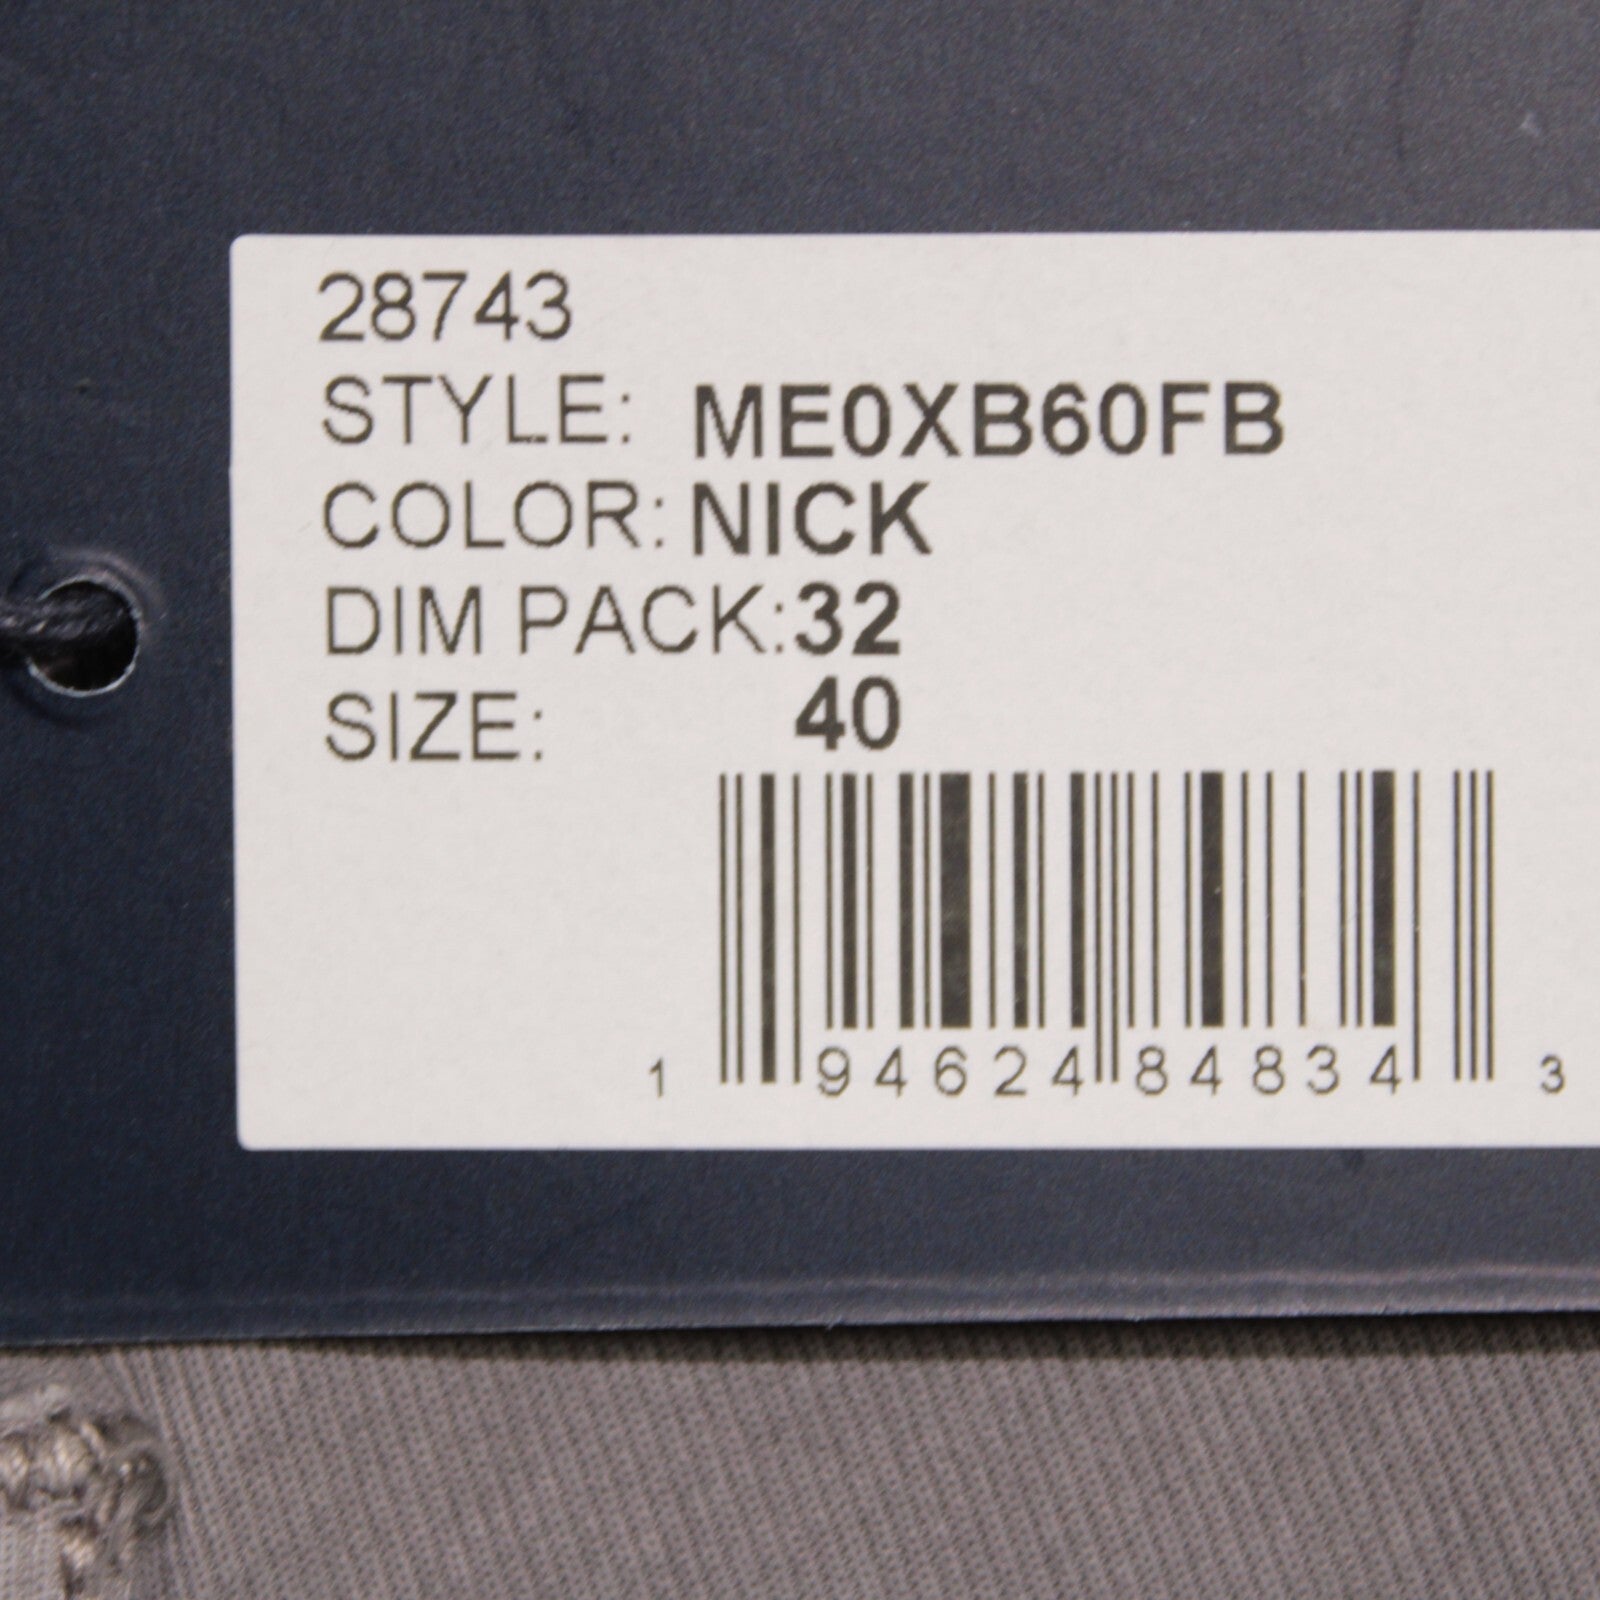 28743
STYLE: ME0XB60FB
COLOR: NICK
DIM PACK: 32
SIZE: 40
1 94624 84834 3